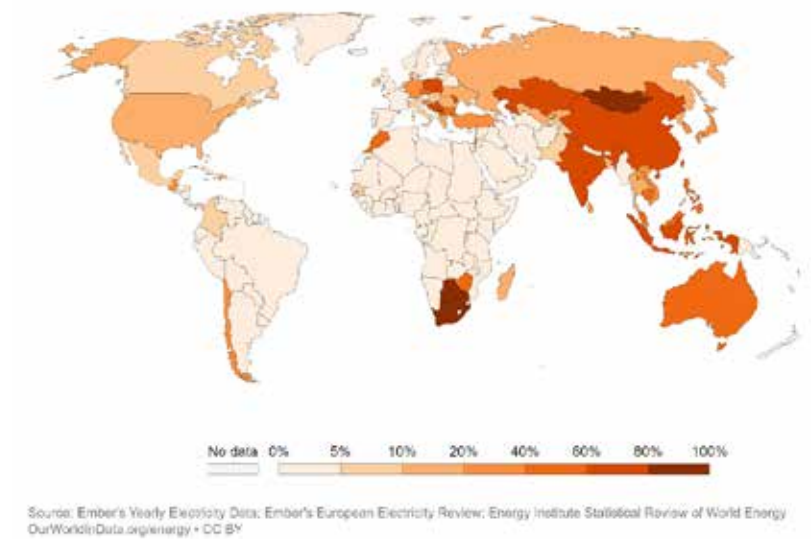 No data 0% 5% 10% 20% 40% 60% 80% 100%
Source: Ember's Yearly Electricity Data; Ember's European Electricity Review; Energy Institute Statistical Review of World Energy
OurWorldinData.org/energy • CC BY